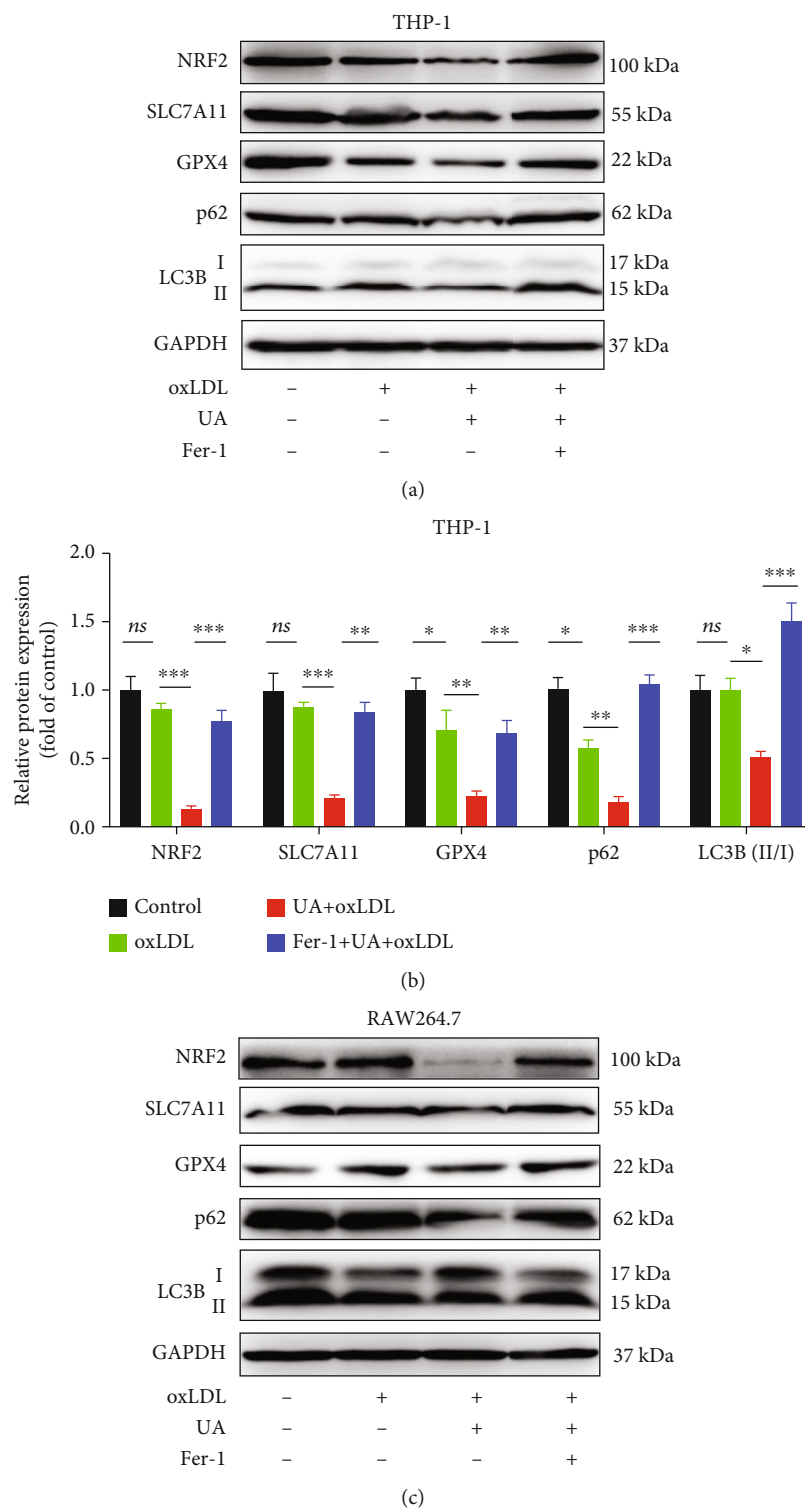 THP-1
NRF2 100 kDa
SLC7A11 55 kDa
GPX4 22 kDa
p62 62 kDa
LC3B I 17 kDa
II 15 kDa
GAPDH 37 kDa
oxLDL – + + +
UA – – + +
Fer-1 – – – +
(a)
THP-1
Relative protein expression
(fold of control)
2.0
1.5
1.0
0.5
0.0
ns *** ***
ns *** **
* ** **
* ** ***
ns * ***
NRF2 SLC7A11 GPX4 p62 LC3B (II/I)
Control UA+oxLDL
oxLDL Fer-1+UA+oxLDL
(b)
RAW264.7
NRF2 100 kDa
SLC7A11 55 kDa
GPX4 22 kDa
p62 62 kDa
LC3B I 17 kDa
II 15 kDa
GAPDH 37 kDa
oxLDL – + + +
UA – – + +
Fer-1 – – – +
(c)